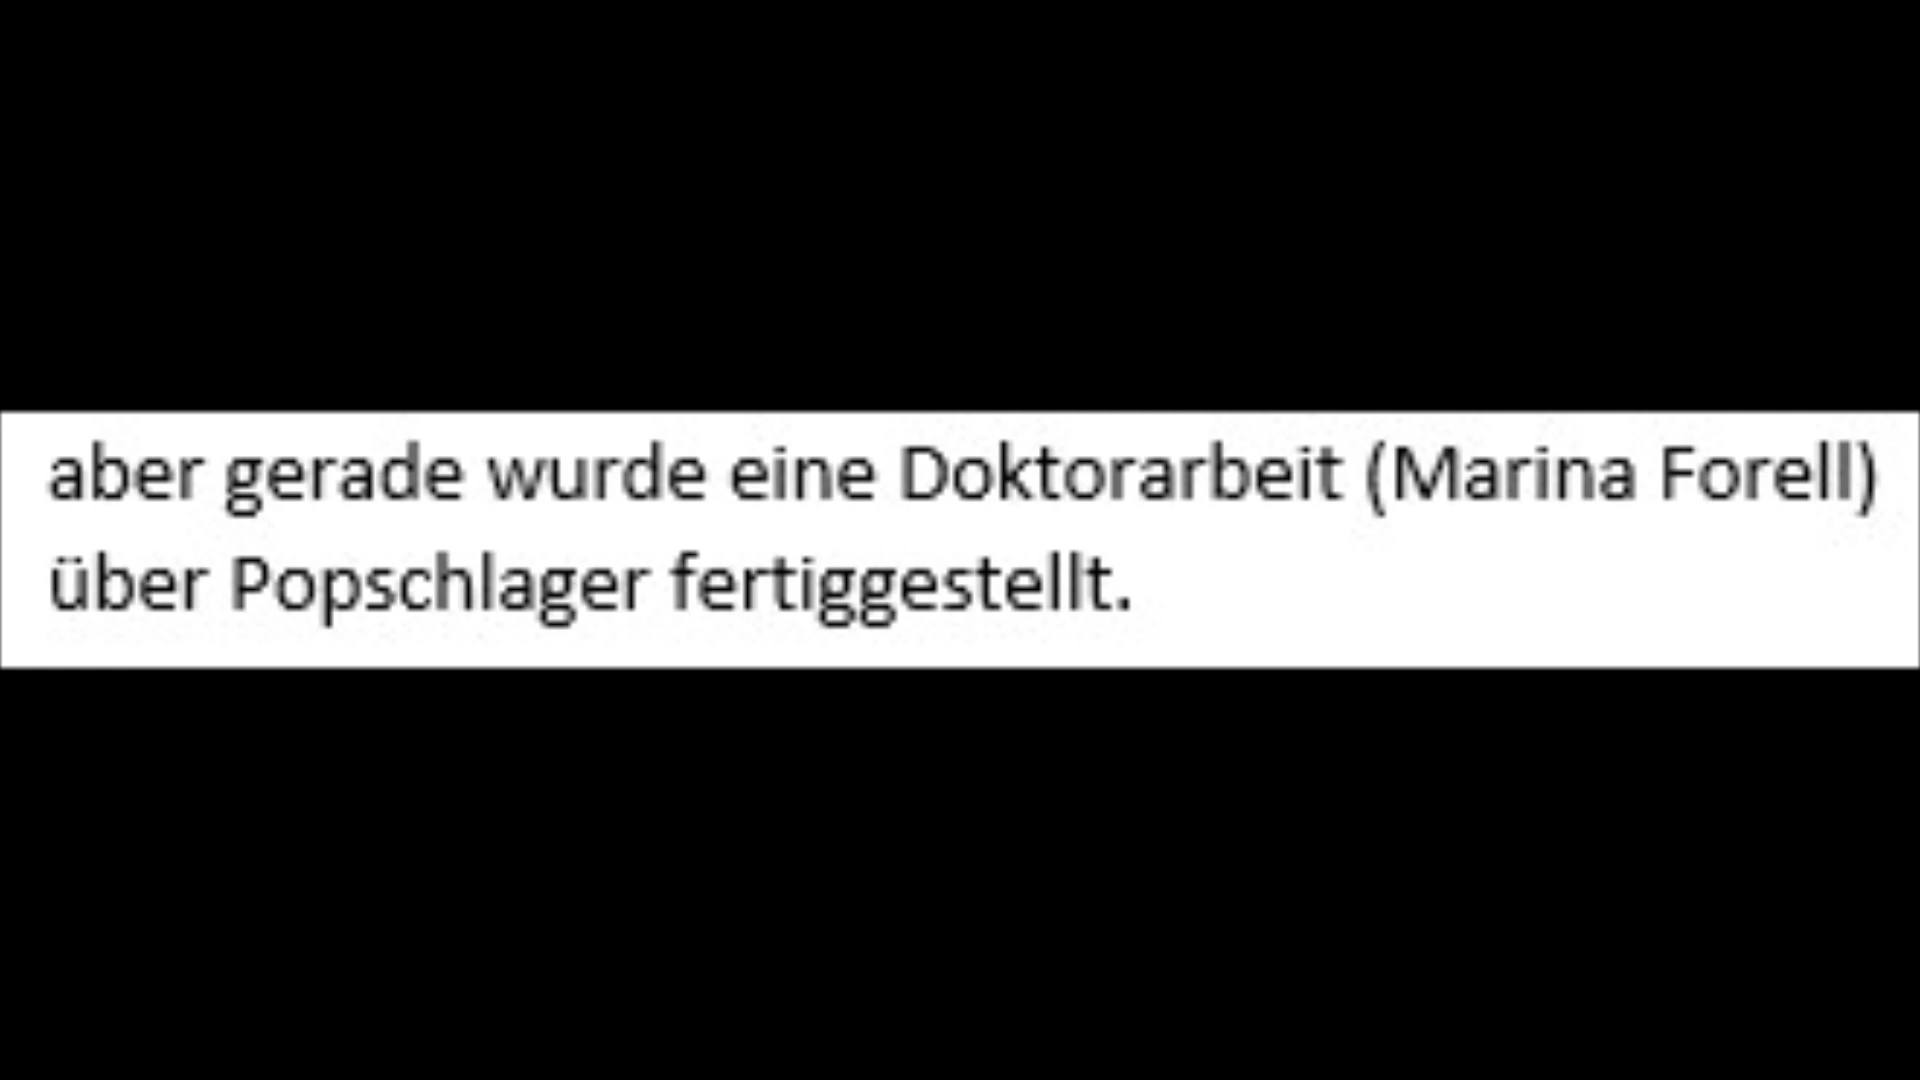 aber gerade wurde eine Doktorarbeit (Marina Forell)
über Popschlager fertiggestellt.